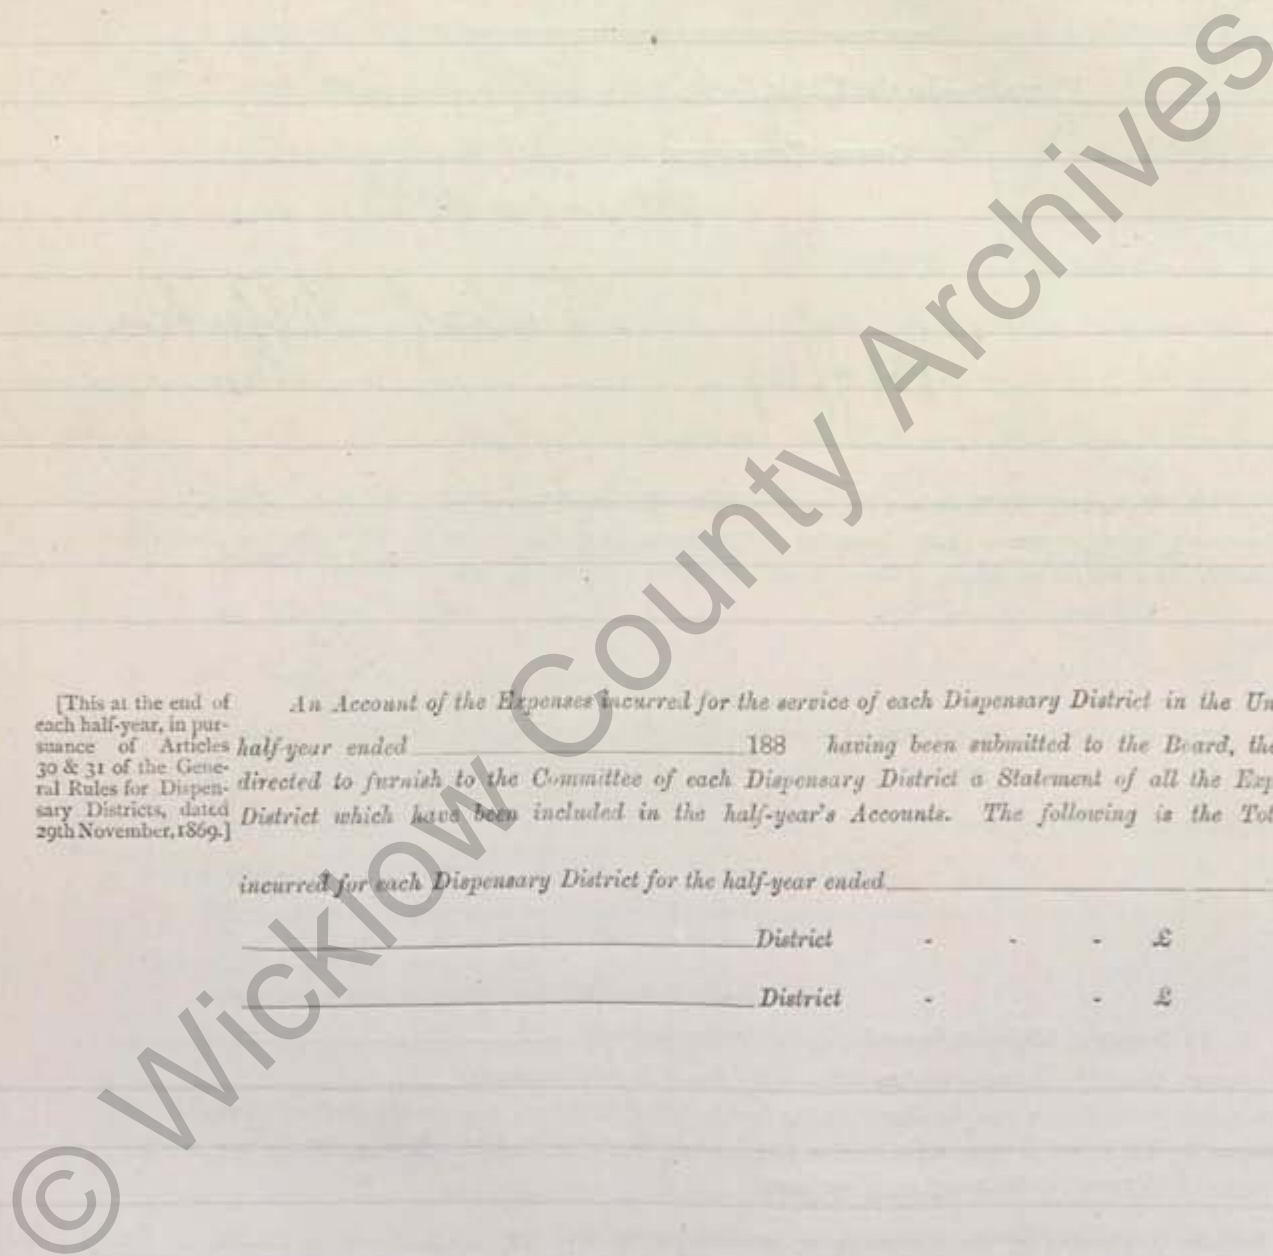 [This at the end of
each half-year, in pur-
suance of Articles
30 & 31 of the Gene-
ral Rules for Dispen-
sary Districts, dated
29th November, 1869.]
An Account of the Expenses incurred for the service of each Dispensary District in the Un
half-year ended 188 having been submitted to the Board, the
directed to furnish to the Committee of each Dispensary District a Statement of all the Exp
District which have been included in the half-year's Accounts. The following is the Tot
incurred for each Dispensary District for the half-year ended
District - - - £
District - - £
© Wicklow County Archives